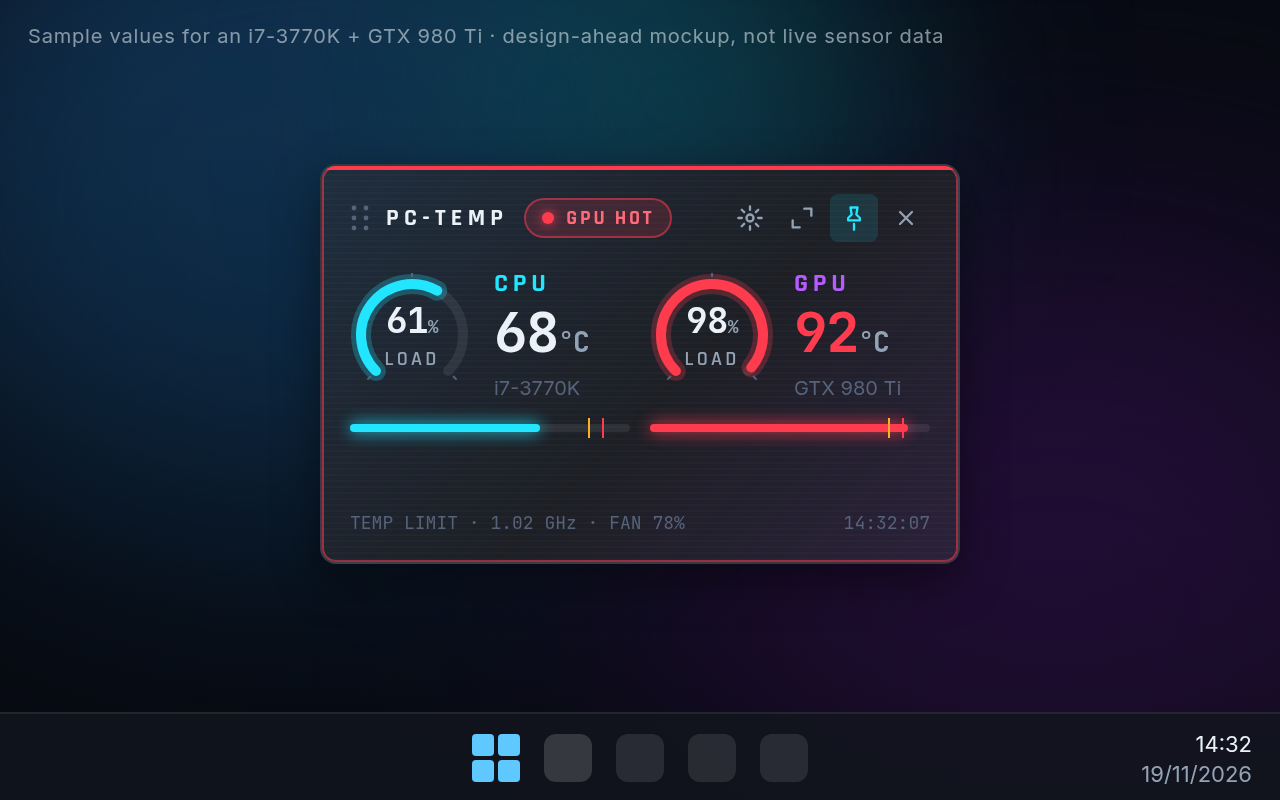 Sample values for an i7-3770K + GTX 980 Ti · design-ahead mockup, not live sensor data
PC-TEMP GPU HOT
CPU GPU
61% 68°C 98% 92°C
LOAD LOAD
i7-3770K GTX 980 Ti
TEMP LIMIT · 1.02 GHz · FAN 78% 14:32:07
14:32
19/11/2026